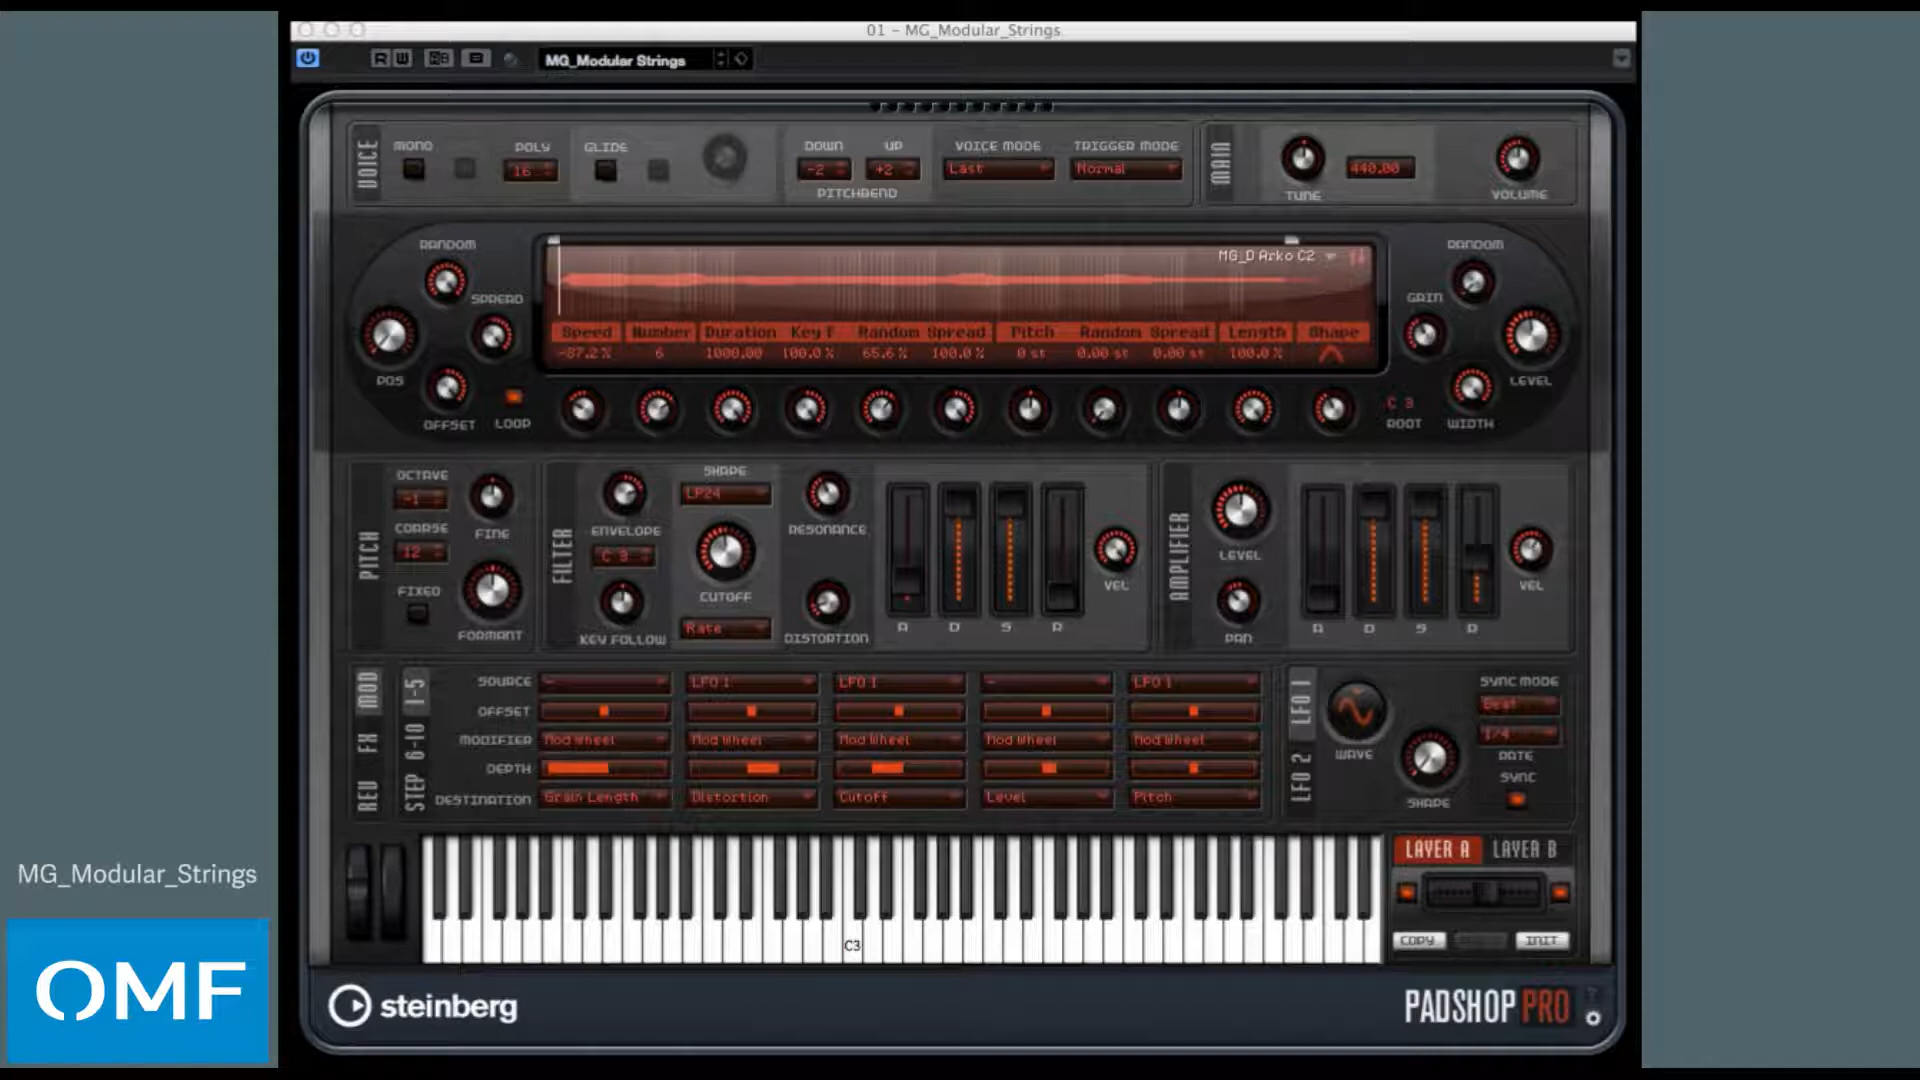 01 - MG_Modular_Strings
R W MG_Modular Strings
VOICE MONO POLY 16 GLIDE DOWN -2 UP +2 PITCHBEND VOICE MODE Last TRIGGER MODE Normal MAIN TUNE 440.00 VOLUME
RANDOM SPREAD POS OFFSET LOOP
MG_D Arko C2
Speed Number Duration Key F Random Spread Pitch Random Spread Length Shape
-87.2 % 6 1000.00 100.0 % 65.6 % 100.0 % 0 st 0.00 st 0.00 st 100.0 %
RANDOM GAIN LEVEL WIDTH
C 3 ROOT
PITCH OCTAVE -1 COARSE 12 FINE FIXED FORMANT
FILTER ENVELOPE C 3 KEY FOLLOW SHAPE LP24 CUTOFF Rate RESONANCE DISTORTION A D S R VEL
AMPLIFIER LEVEL PAN A D S R VEL
MOD FX REV 1-5 6-10 STEP
SOURCE - LFO 1 LFO 1 - LFO 1
OFFSET
MODIFIER Mod Wheel Mod Wheel Mod Wheel Mod Wheel Mod Wheel
DEPTH
DESTINATION Grain Length Distortion Cutoff Level Pitch
LFO 1 LFO 2 WAVE SHAPE SYNC MODE Beat 1/4 RATE SYNC
LAYER A LAYER B
COPY INIT
C3
MG_Modular_Strings
OMF
steinberg
PADSHOP PRO